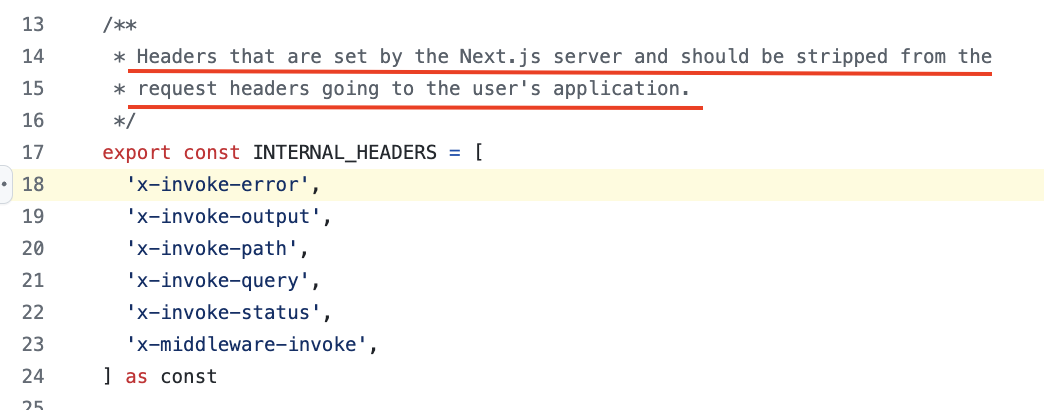 13 /**
14 * Headers that are set by the Next.js server and should be stripped from the
15 * request headers going to the user's application.
16 */
17 export const INTERNAL_HEADERS = [
18 'x-invoke-error',
19 'x-invoke-output',
20 'x-invoke-path',
21 'x-invoke-query',
22 'x-invoke-status',
23 'x-middleware-invoke',
24 ] as const
25